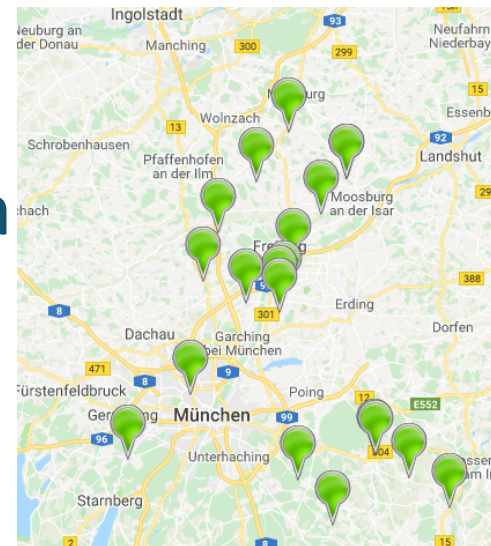 Ingolstadt
Neuburg an
der Donau
Manching
300
93
299
Neufahrn
Niederbay
15
Essenb
Wolnzach
13
92
Schrobenhausen
Pfaffenhofen
an der Ilm
Landshut
Moosburg
an der Isar
n
388
301
Erding
8
Dachau
Garching
bei München
Dorfen
471
8
9
Fürstenfeldbruck
Poing
12
E552
München
99
96
304
Unterhaching
Starnberg
2
8
15